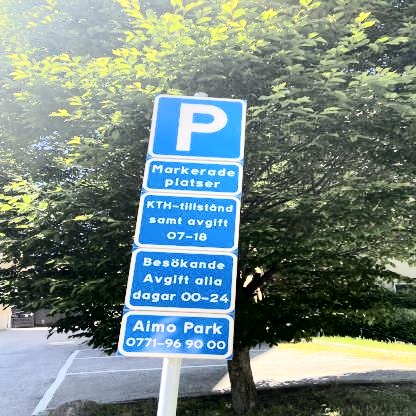 P
Markerade
platser
KTH-tillstånd
samt avgift
07-18
Besökande
Avgift alla
dagar 00-24
Aimo Park
0771-96 90 00